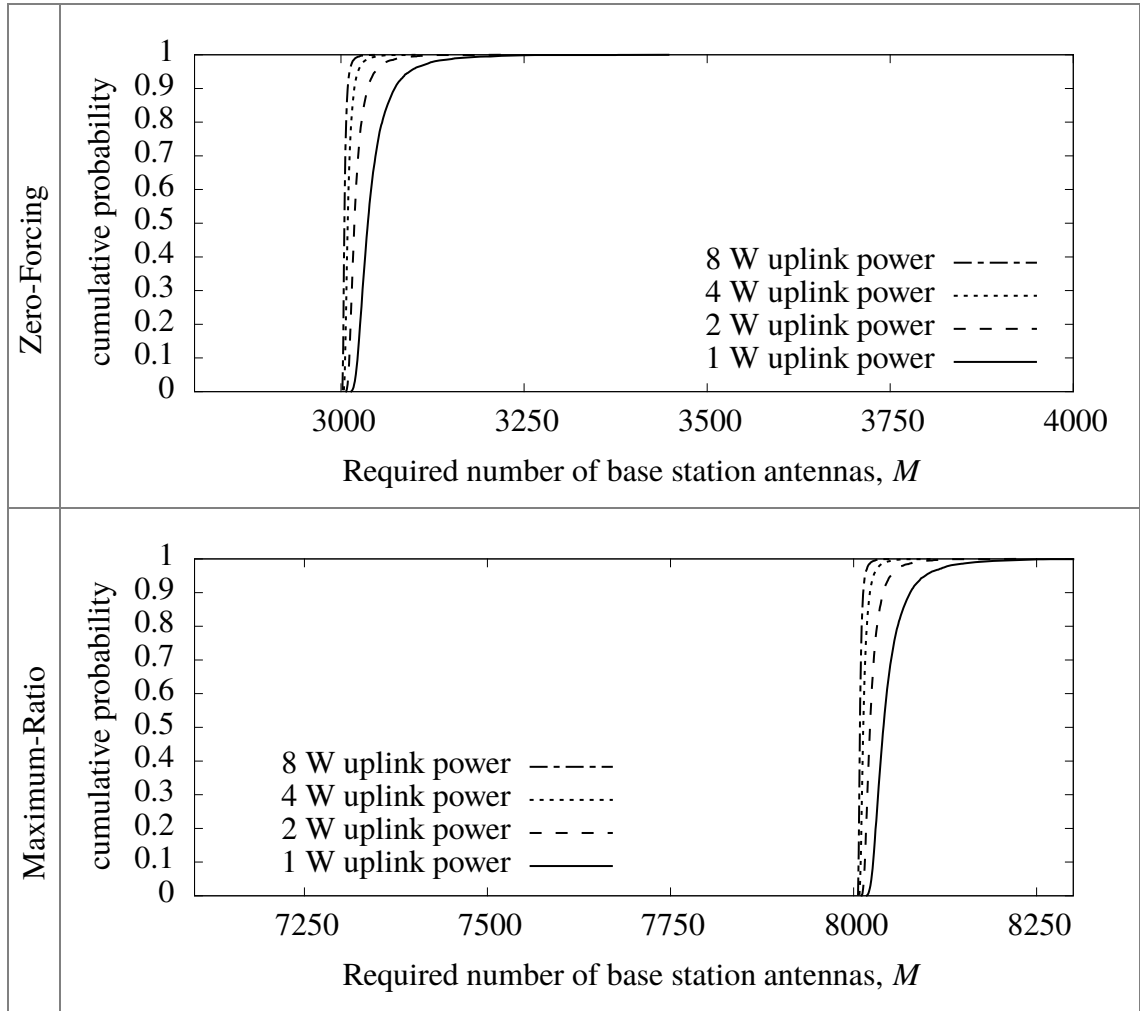 Zero-Forcing
cumulative probability
1
0.9
0.8
0.7
0.6
0.5
0.4
0.3
0.2
0.1
0
8 W uplink power
4 W uplink power
2 W uplink power
1 W uplink power
3000 3250 3500 3750 4000
Required number of base station antennas, M
Maximum-Ratio
cumulative probability
1
0.9
0.8
0.7
0.6
0.5
0.4
0.3
0.2
0.1
0
8 W uplink power
4 W uplink power
2 W uplink power
1 W uplink power
7250 7500 7750 8000 8250
Required number of base station antennas, M